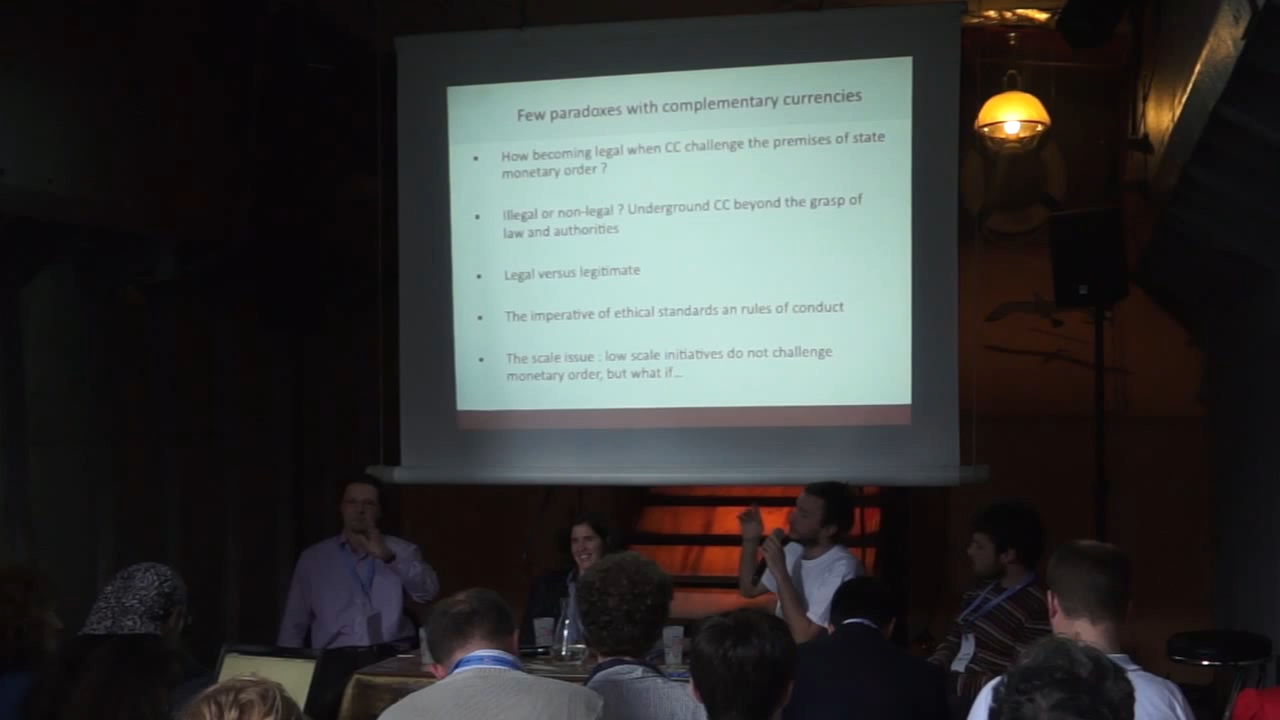 Few paradoxes with complementary currencies
• How becoming legal when CC challenge the premises of state
monetary order ?
• Illegal or non-legal ? Underground CC beyond the grasp of
law and authorities
• Legal versus legitimate
• The imperative of ethical standards an rules of conduct
• The scale issue : low scale initiatives do not challenge
monetary order, but what if...